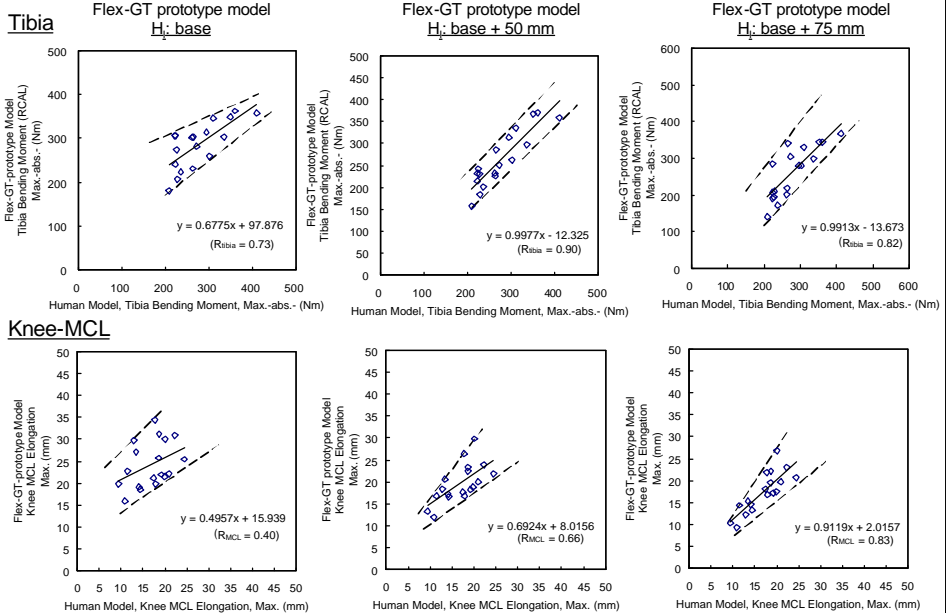 Tibia
Flex-GT prototype model
Hi: base
Flex-GT-prototype Model
Tibia Bending Moment (RCAL)
Max.-abs.- (Nm)
500
400
300
200
100
0
y = 0.6775x + 97.876
(Rtibia = 0.73)
0 100 200 300 400 500
Human Model, Tibia Bending Moment, Max.-abs.- (Nm)
Flex-GT prototype model
Hi: base + 50 mm
Flex-GT-prototype Model
Tibia Bending Moment (RCAL)
Max.-abs.- (Nm)
500
450
400
350
300
250
200
150
100
50
0
y = 0.9977x - 12.325
(Rtibia = 0.90)
0 100 200 300 400 500
Human Model, Tibia Bending Moment, Max.-abs.- (Nm)
Flex-GT prototype model
Hi: base + 75 mm
Flex-GT-prototype Model
Tibia Bending Moment (RCAL)
Max.-abs.- (Nm)
600
500
400
300
200
100
0
y = 0.9913x - 13.673
(Rtibia = 0.82)
0 100 200 300 400 500 600
Human Model, Tibia Bending Moment, Max.-abs.- (Nm)
Knee-MCL
Flex-GT-prototype Model
Knee MCL Elongation
Max. (mm)
50
45
40
35
30
25
20
15
10
5
0
y = 0.4957x + 15.939
(RMCL = 0.40)
0 5 10 15 20 25 30 35 40 45 50
Human Model, Knee MCL Elongation, Max. (mm)
Flex-GT prototype Model
Knee MCL Elongation
Max. (mm)
50
45
40
35
30
25
20
15
10
5
0
y = 0.6924x + 8.0156
(RMCL = 0.66)
0 5 10 15 20 25 30 35 40 45 50
Human Model, Knee MCL Elongation, Max. (mm)
Flex-GT-prototype Model
Knee MCL Elongation
Max. (mm)
50
45
40
35
30
25
20
15
10
5
0
y = 0.9119x + 2.0157
(RMCL = 0.83)
0 5 10 15 20 25 30 35 40 45 50
Human Model, Knee MCL Elongation, Max. (mm)